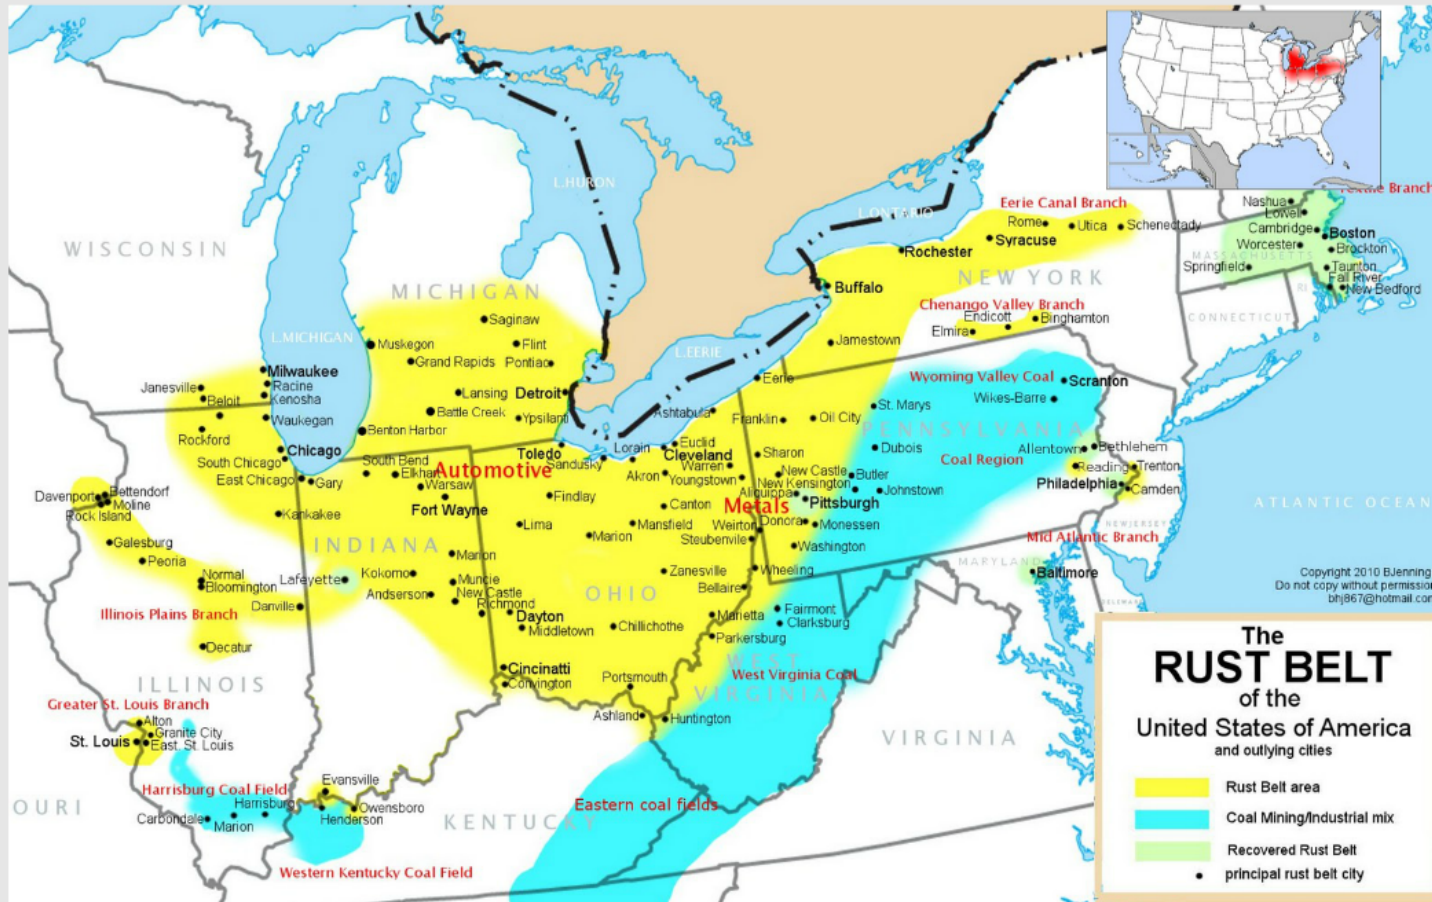 L.HURON
L.ONTARIO
L.MICHIGAN
L.EERIE
WISCONSIN
MICHIGAN
NEW YORK
MASSACHUSETTS
RI
CONNECTICUT
PENNSYLVANIA
NEWJERSEY
MARYLAND
DELEWARE
INDIANA
OHIO
ILLINOIS
WEST
VIRGINIA
VIRGINIA
KENTUCKY
OURI
ATLANTIC OCEAN
Textile Branch
Nashua
Lowell
Cambridge
Boston
Worcester
Brockton
Springfield
Taunton
Fall River
New Bedford
Eerie Canal Branch
Rome
Utica
Schenectady
Syracuse
Rochester
Buffalo
Chenango Valley Branch
Endicott
Binghamton
Elmira
Jamestown
Saginaw
Muskegon
Flint
Grand Rapids
Pontiac
Lansing
Detroit
Battle Creek
Ypsilanti
Benton Harbor
Milwaukee
Racine
Kenosha
Janesville
Beloit
Waukegan
Rockford
Chicago
South Chicago
East Chicago
Gary
South Bend
Elkhart
Automotive
Warsaw
Fort Wayne
Kankakee
Toledo
Sandusky
Lorain
Euclid
Cleveland
Ashtabula
Eerie
Warren
Akron
Youngstown
Findlay
Canton
Lima
Mansfield
Marion
Zanesville
Bellaire
Metals
Franklin
Oil City
Sharon
New Castle
New Kensington
Butler
Aliquippa
Pittsburgh
Johnstown
Weirton
Donora
Monessen
Steubenville
Washington
Wheeling
Wyoming Valley Coal
Scranton
Wikes-Barre
St. Marys
Dubois
Coal Region
Allentown
Bethlehem
Reading
Trenton
Philadelphia
Camden
Mid Atlantic Branch
Baltimore
Davenport
Bettendorf
Moline
Rock Island
Galesburg
Peoria
Normal
Bloomington
Lafeyette
Danville
Illinois Plains Branch
Decatur
Kokomo
Marion
Muncie
Andserson
New Castle
Richmond
Dayton
Middletown
Chillichothe
Cincinatti
Convington
Portsmouth
Ashland
Huntington
Marietta
Parkersburg
Fairmont
Clarksburg
West Virginia Coal
Greater St. Louis Branch
Alton
Granite City
St. Louis
East. St. Louis
Harrisburg Coal Field
Harrisburg
Carbondale
Marion
Evansville
Owensboro
Henderson
Western Kentucky Coal Field
Eastern coal fields
Copyright 2010 BJenning
Do not copy without permission
bhj867@hotmail.com
The
RUST BELT
of the
United States of America
and outlying cities
Rust Belt area
Coal Mining/Industrial mix
Recovered Rust Belt
principal rust belt city